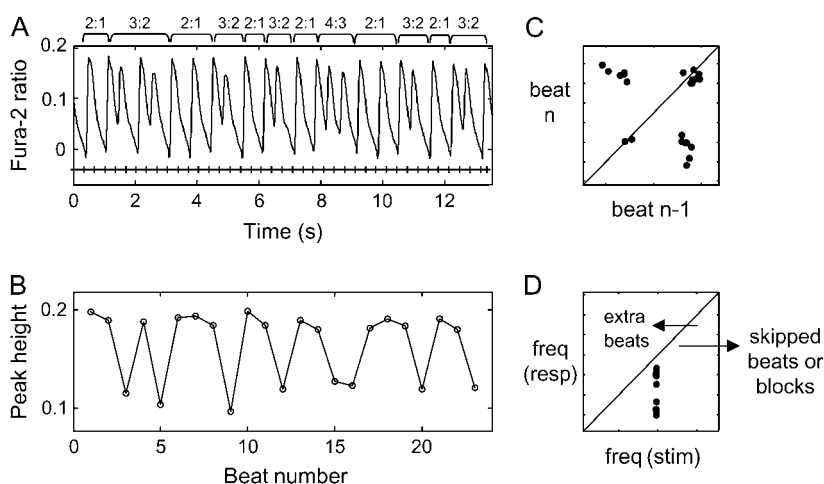 A
2:1 3:2 2:1 3:2 2:1 3:2 2:1 4:3 2:1 3:2 2:1 3:2
0.2
0.1
0
Fura-2 ratio
0 2 4 6 8 10 12
Time (s)
C
beat
n
beat n-1
B
0.2
0.1
Peak height
0 5 10 15 20
Beat number
D
extra
beats
skipped
beats or
blocks
freq
(resp)
freq (stim)